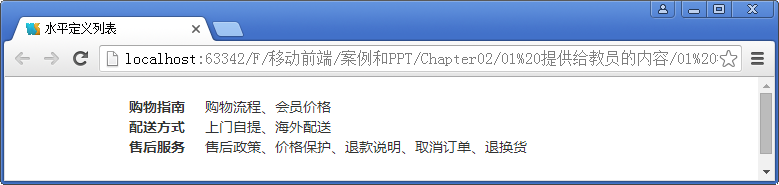 水平定义列表
localhost:63342/F/移动前端/案例和PPT/Chapter02/01%20提供给教员的内容/01%20
购物指南 购物流程、会员价格
配送方式 上门自提、海外配送
售后服务 售后政策、价格保护、退款说明、取消订单、退换货